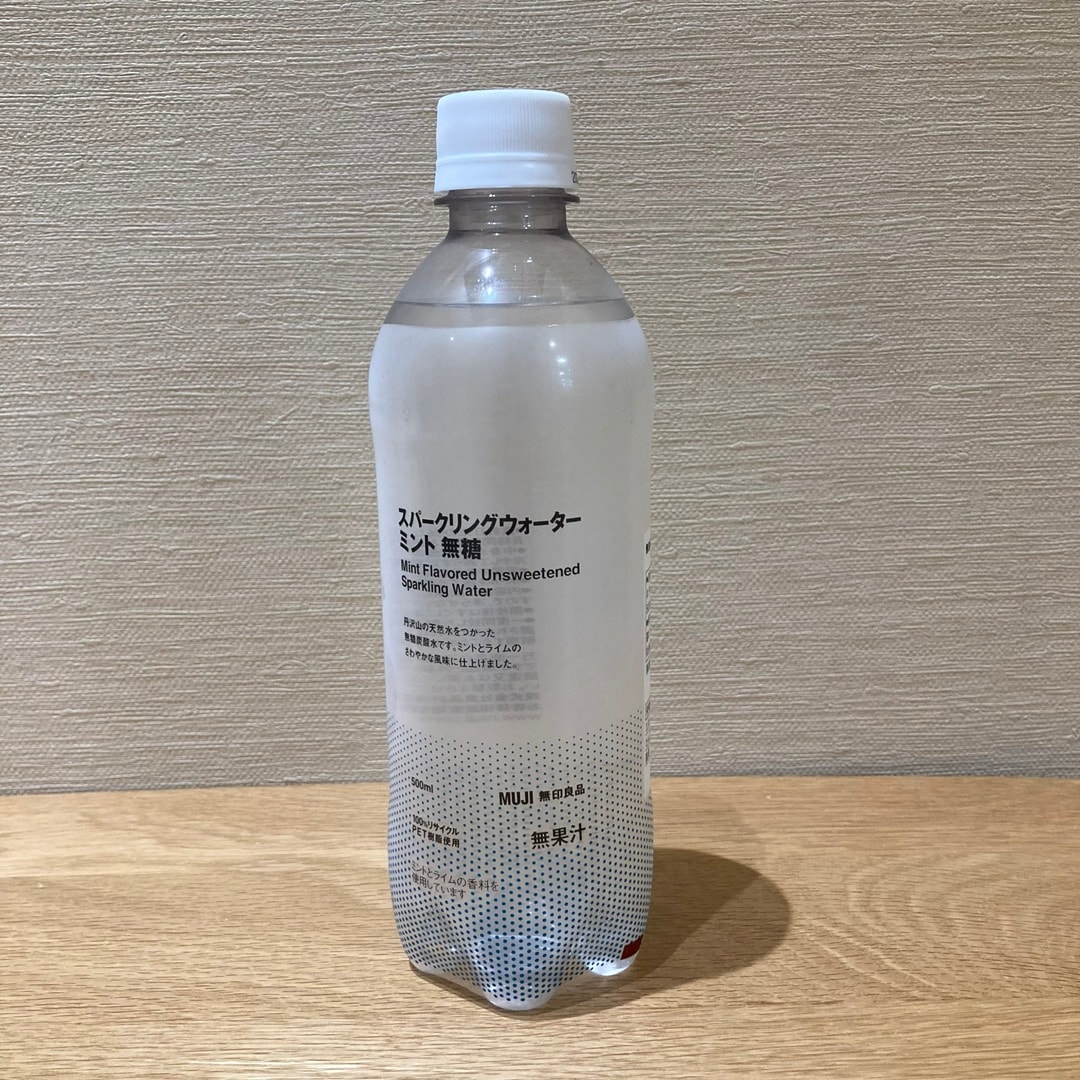 スパークリングウォーター
ミント 無糖
Mint Flavored Unsweetened
Sparkling Water
丹沢山の天然水をつかった
無糖炭酸水です。ミントとライムの
さわやかな風味に仕上げました。
500ml
MUJI 無印良品
100%リサイクル
PET樹脂使用
無果汁
ミントとライムの香料を
使用しています